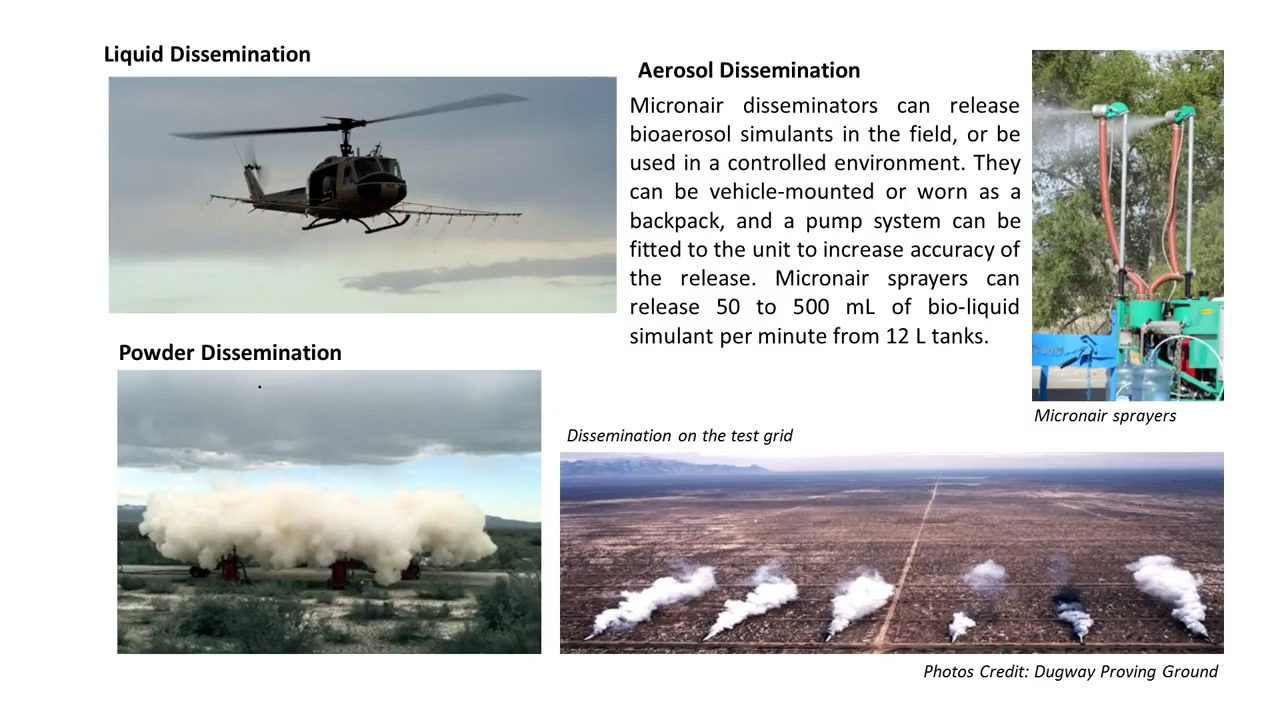 Liquid Dissemination
Aerosol Dissemination
Micronair disseminators can release
bioaerosol simulants in the field, or be
used in a controlled environment. They
can be vehicle-mounted or worn as a
backpack, and a pump system can be
fitted to the unit to increase accuracy of
the release. Micronair sprayers can
release 50 to 500 mL of bio-liquid
simulant per minute from 12 L tanks.
Micronair sprayers
Powder Dissemination
Dissemination on the test grid
Photos Credit: Dugway Proving Ground